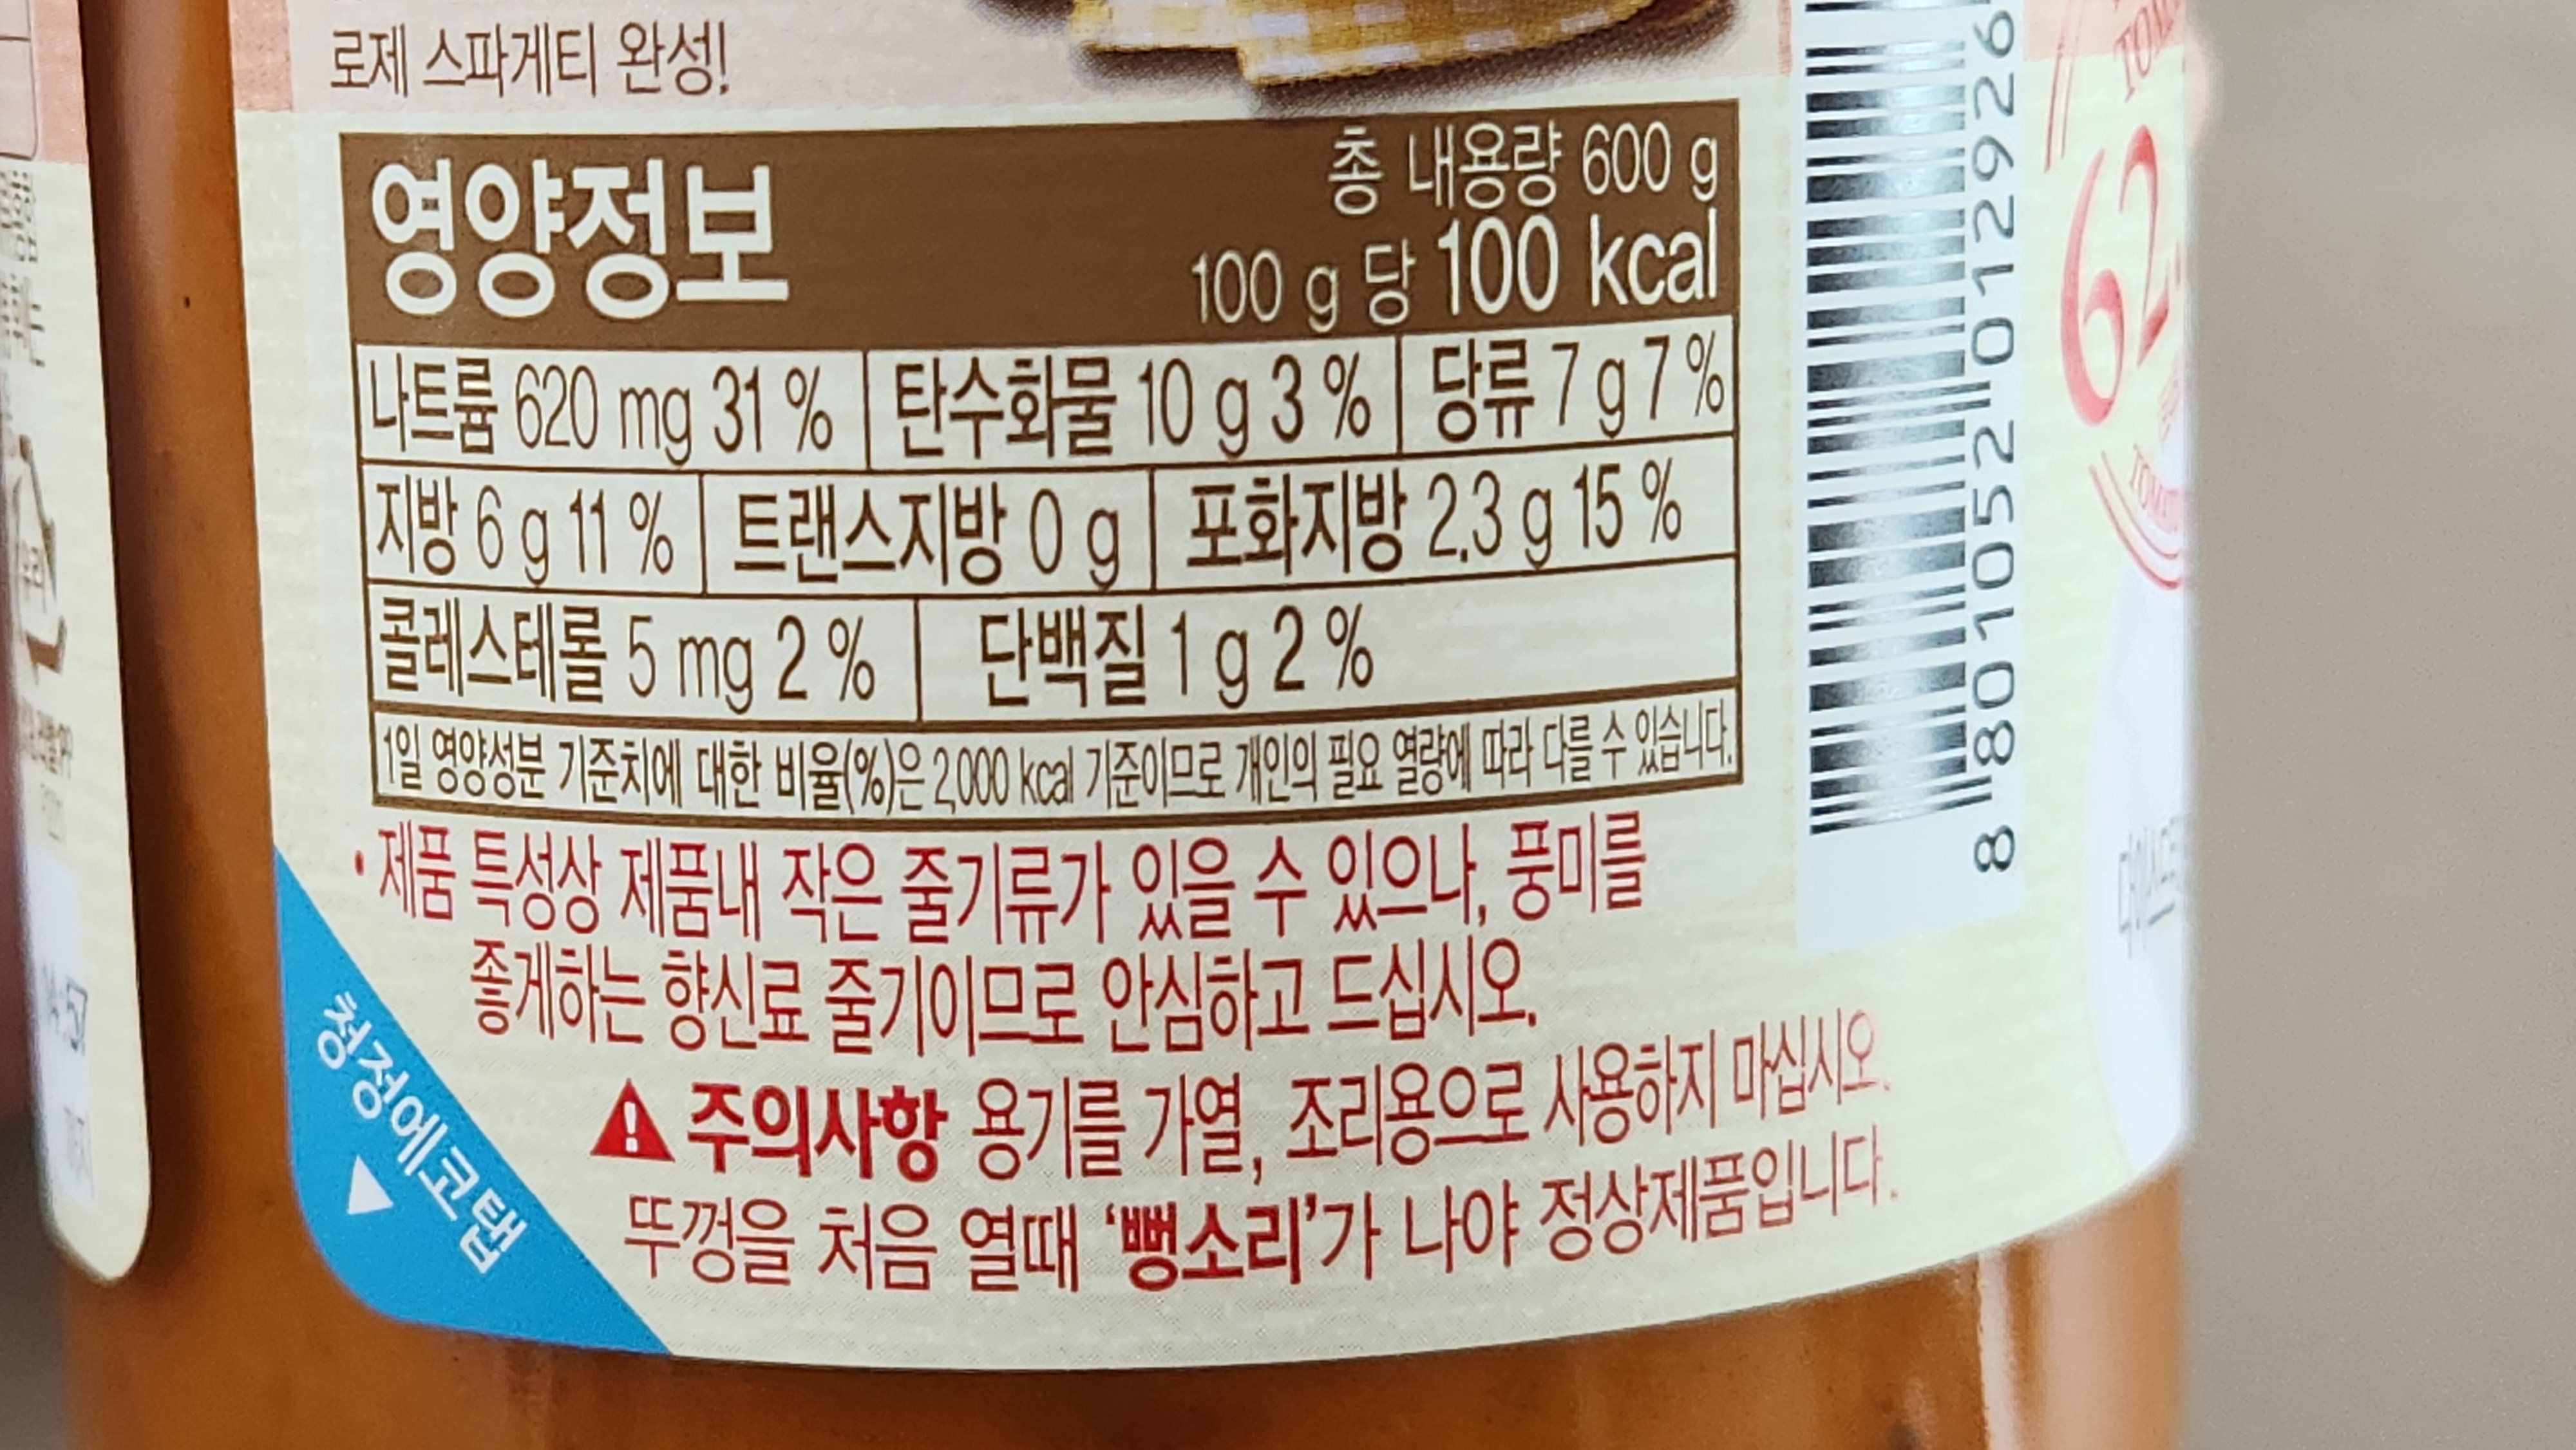 로제 스파게티 완성!
영양정보
총 내용량 600 g
100 g 당 100 kcal
나트륨 620 mg 31 % 탄수화물 10 g 3 % 당류 7 g 7 %
지방 6 g 11 % 트랜스지방 0 g 포화지방 2.3 g 15 %
콜레스테롤 5 mg 2 % 단백질 1 g 2 %
1일 영양성분 기준치에 대한 비율(%)은 2,000 kcal 기준이므로 개인의 필요 열량에 따라 다를 수 있습니다.
• 제품 특성상 제품내 작은 줄기류가 있을 수 있으나, 풍미를
좋게하는 향신료 줄기이므로 안심하고 드십시오.
주의사항 용기를 가열, 조리용으로 사용하지 마십시오.
뚜껑을 처음 열때 '뻥소리'가 나야 정상제품입니다.
청정에코탭
8 801052 012926
62